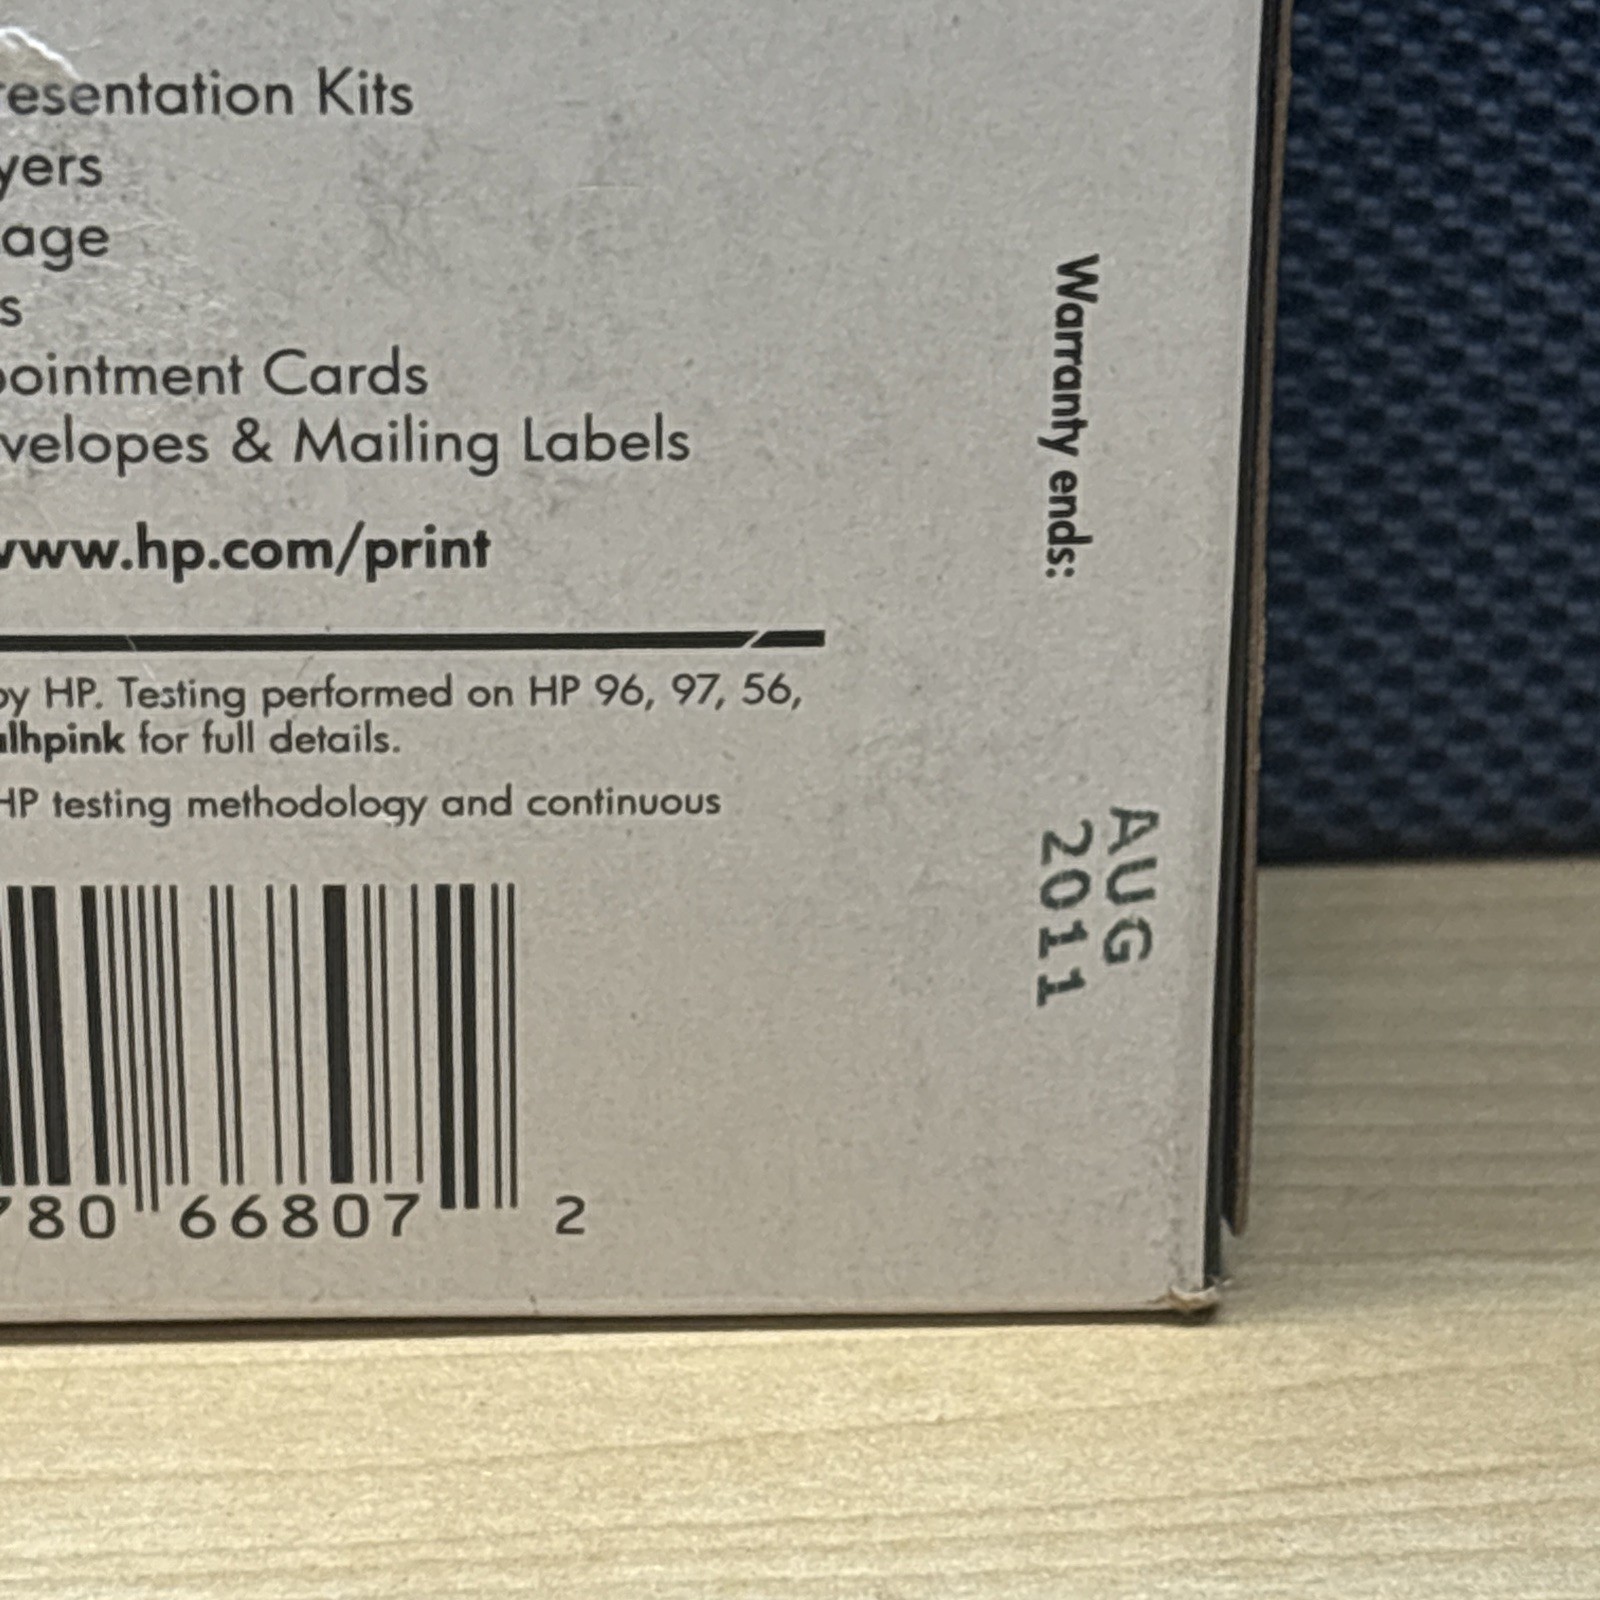 resentation Kits
yers
age
s
pointment Cards
nvelopes & Mailing Labels
www.hp.com/print
by HP. Testing performed on HP 96, 97, 56,
alhpink for full details.
HP testing methodology and continuous
780 66807 2
Warranty ends:
AUG
2011